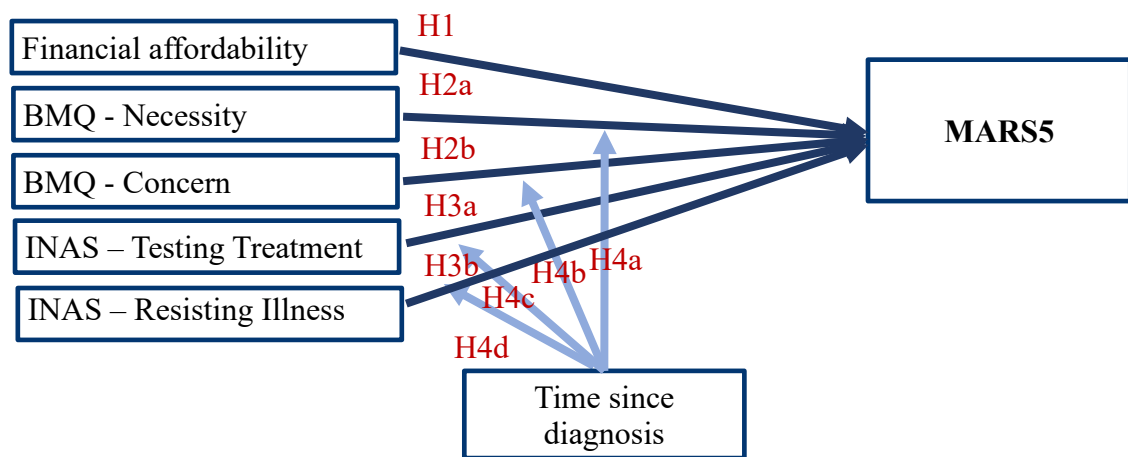 H1
Financial affordability
H2a
BMQ - Necessity
MARS5
H2b
BMQ - Concern
H3a
INAS – Testing Treatment
H3b
H4b
H4a
INAS – Resisting Illness
H4c
H4d
Time since
diagnosis